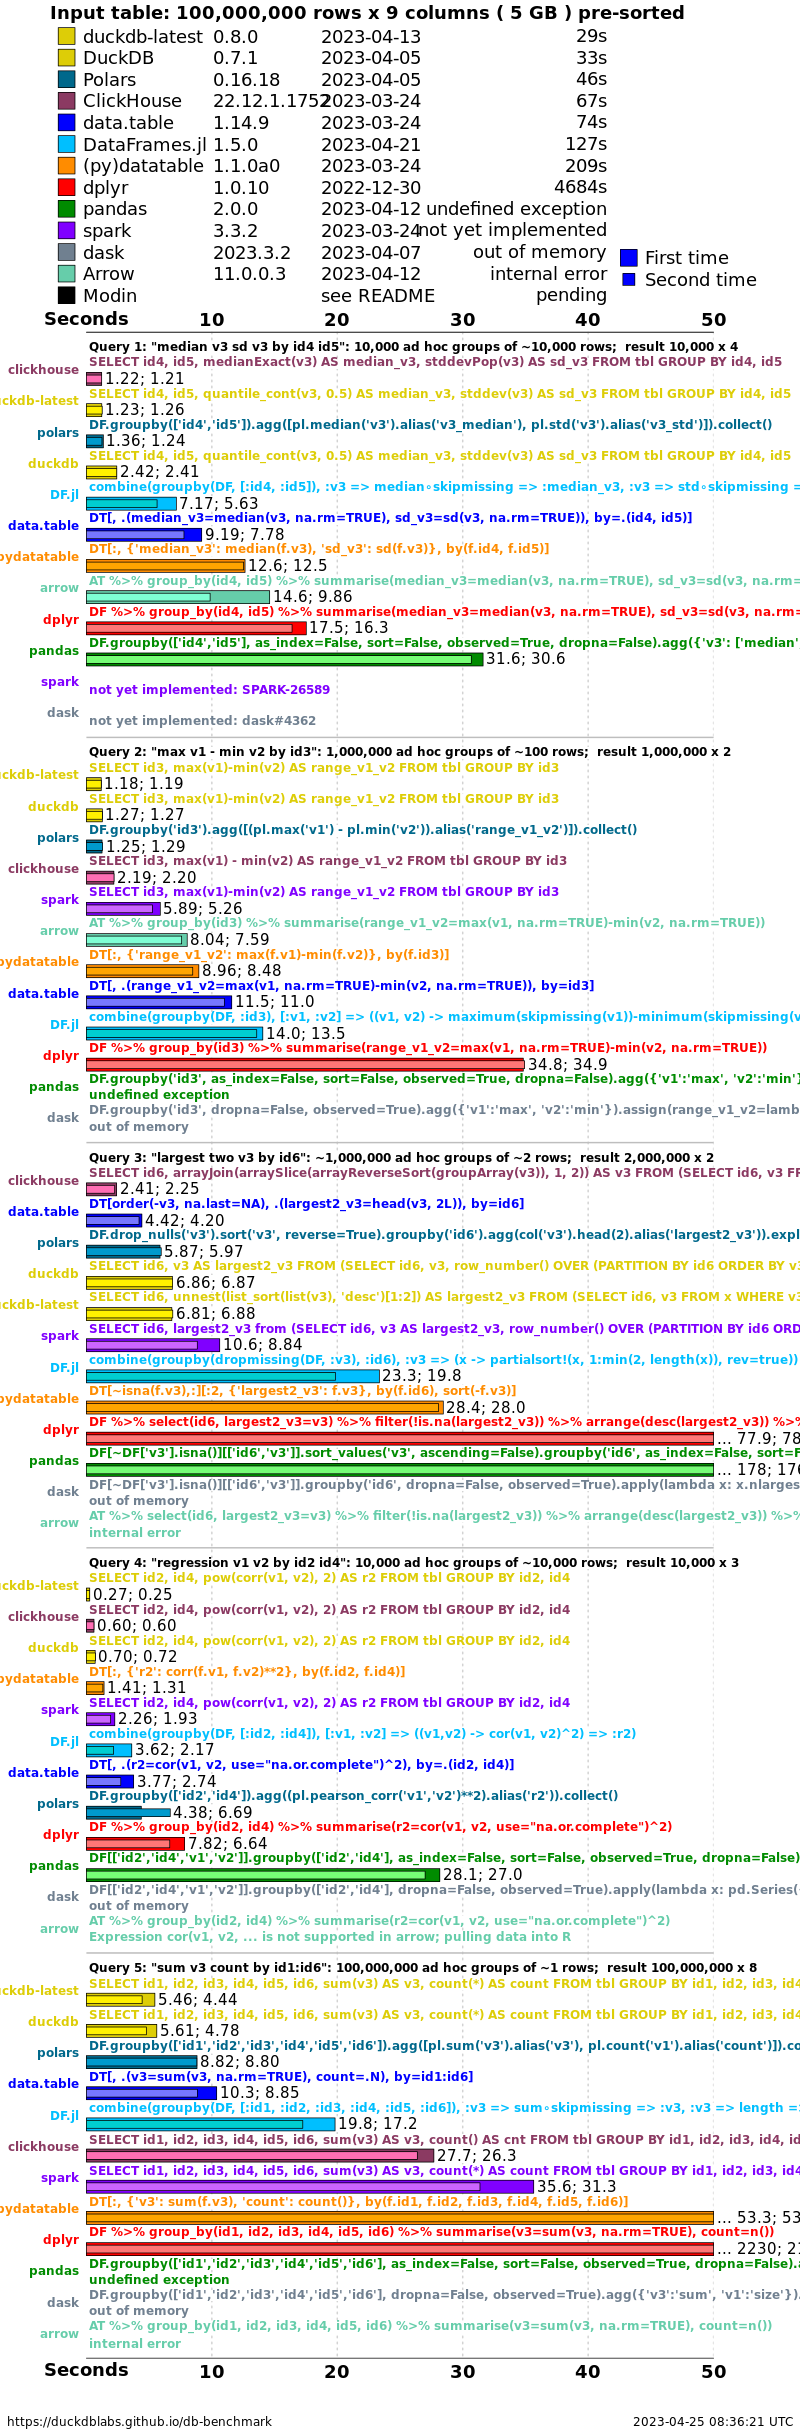 Input table: 100,000,000 rows x 9 columns ( 5 GB ) pre-sorted
duckdb-latest 0.8.0 2023-04-13 29s
DuckDB 0.7.1 2023-04-05 33s
Polars 0.16.18 2023-04-05 46s
ClickHouse 22.12.1.1752 2023-03-24 67s
data.table 1.14.9 2023-03-24 74s
DataFrames.jl 1.5.0 2023-04-21 127s
(py)datatable 1.1.0a0 2023-03-24 209s
dplyr 1.0.10 2022-12-30 4684s
pandas 2.0.0 2023-04-12 undefined exception
spark 3.3.2 2023-03-24 not yet implemented
dask 2023.3.2 2023-04-07 out of memory
First time
Arrow 11.0.0.3 2023-04-12 internal error
Second time
Modin see README pending
Seconds 10 20 30 40 50
Query 1: "median v3 sd v3 by id4 id5": 10,000 ad hoc groups of ~10,000 rows; result 10,000 x 4
SELECT id4, id5, medianExact(v3) AS median_v3, stddevPop(v3) AS sd_v3 FROM tbl GROUP BY id4, id5
clickhouse 1.22; 1.21
SELECT id4, id5, quantile_cont(v3, 0.5) AS median_v3, stddev(v3) AS sd_v3 FROM tbl GROUP BY id4, id5
uckdb-latest 1.23; 1.26
DF.groupby(['id4','id5']).agg([pl.median('v3').alias('v3_median'), pl.std('v3').alias('v3_std')]).collect()
polars 1.36; 1.24
SELECT id4, id5, quantile_cont(v3, 0.5) AS median_v3, stddev(v3) AS sd_v3 FROM tbl GROUP BY id4, id5
duckdb 2.42; 2.41
combine(groupby(DF, [:id4, :id5]), :v3 => median∘skipmissing => :median_v3, :v3 => std∘skipmissing =
DF.jl 7.17; 5.63
DT[, .(median_v3=median(v3, na.rm=TRUE), sd_v3=sd(v3, na.rm=TRUE)), by=.(id4, id5)]
data.table 9.19; 7.78
DT[:, {'median_v3': median(f.v3), 'sd_v3': sd(f.v3)}, by(f.id4, f.id5)]
pydatatable 12.6; 12.5
AT %>% group_by(id4, id5) %>% summarise(median_v3=median(v3, na.rm=TRUE), sd_v3=sd(v3, na.rm=
arrow 14.6; 9.86
DF %>% group_by(id4, id5) %>% summarise(median_v3=median(v3, na.rm=TRUE), sd_v3=sd(v3, na.rm=
dplyr 17.5; 16.3
DF.groupby(['id4','id5'], as_index=False, sort=False, observed=True, dropna=False).agg({'v3': ['median',
pandas 31.6; 30.6
spark not yet implemented: SPARK-26589
dask not yet implemented: dask#4362
Query 2: "max v1 - min v2 by id3": 1,000,000 ad hoc groups of ~100 rows; result 1,000,000 x 2
SELECT id3, max(v1)-min(v2) AS range_v1_v2 FROM tbl GROUP BY id3
uckdb-latest 1.18; 1.19
SELECT id3, max(v1)-min(v2) AS range_v1_v2 FROM tbl GROUP BY id3
duckdb 1.27; 1.27
DF.groupby('id3').agg([(pl.max('v1') - pl.min('v2')).alias('range_v1_v2')]).collect()
polars 1.25; 1.29
SELECT id3, max(v1) - min(v2) AS range_v1_v2 FROM tbl GROUP BY id3
clickhouse 2.19; 2.20
SELECT id3, max(v1)-min(v2) AS range_v1_v2 FROM tbl GROUP BY id3
spark 5.89; 5.26
AT %>% group_by(id3) %>% summarise(range_v1_v2=max(v1, na.rm=TRUE)-min(v2, na.rm=TRUE))
arrow 8.04; 7.59
DT[:, {'range_v1_v2': max(f.v1)-min(f.v2)}, by(f.id3)]
pydatatable 8.96; 8.48
DT[, .(range_v1_v2=max(v1, na.rm=TRUE)-min(v2, na.rm=TRUE)), by=id3]
data.table 11.5; 11.0
combine(groupby(DF, :id3), [:v1, :v2] => ((v1, v2) -> maximum(skipmissing(v1))-minimum(skipmissing(v
DF.jl 14.0; 13.5
DF %>% group_by(id3) %>% summarise(range_v1_v2=max(v1, na.rm=TRUE)-min(v2, na.rm=TRUE))
dplyr 34.8; 34.9
DF.groupby('id3', as_index=False, sort=False, observed=True, dropna=False).agg({'v1':'max', 'v2':'min'}
pandas undefined exception
DF.groupby('id3', dropna=False, observed=True).agg({'v1':'max', 'v2':'min'}).assign(range_v1_v2=lamb
dask out of memory
Query 3: "largest two v3 by id6": ~1,000,000 ad hoc groups of ~2 rows; result 2,000,000 x 2
SELECT id6, arrayJoin(arraySlice(arrayReverseSort(groupArray(v3)), 1, 2)) AS v3 FROM (SELECT id6, v3 FR
clickhouse 2.41; 2.25
DT[order(-v3, na.last=NA), .(largest2_v3=head(v3, 2L)), by=id6]
data.table 4.42; 4.20
DF.drop_nulls('v3').sort('v3', reverse=True).groupby('id6').agg(col('v3').head(2).alias('largest2_v3')).expl
polars 5.87; 5.97
SELECT id6, v3 AS largest2_v3 FROM (SELECT id6, v3, row_number() OVER (PARTITION BY id6 ORDER BY v3
duckdb 6.86; 6.87
SELECT id6, unnest(list_sort(list(v3), 'desc')[1:2]) AS largest2_v3 FROM (SELECT id6, v3 FROM x WHERE v3
uckdb-latest 6.81; 6.88
SELECT id6, largest2_v3 from (SELECT id6, v3 AS largest2_v3, row_number() OVER (PARTITION BY id6 ORD
spark 10.6; 8.84
combine(groupby(dropmissing(DF, :v3), :id6), :v3 => (x -> partialsort!(x, 1:min(2, length(x)), rev=true))
DF.jl 23.3; 19.8
DT[~isna(f.v3),:][:2, {'largest2_v3': f.v3}, by(f.id6), sort(-f.v3)]
pydatatable 28.4; 28.0
DF %>% select(id6, largest2_v3=v3) %>% filter(!is.na(largest2_v3)) %>% arrange(desc(largest2_v3)) %>%
dplyr ... 77.9; 78
DF[~DF['v3'].isna()][['id6','v3']].sort_values('v3', ascending=False).groupby('id6', as_index=False, sort=F
pandas ... 178; 176
DF[~DF['v3'].isna()][['id6','v3']].groupby('id6', dropna=False, observed=True).apply(lambda x: x.nlarges
dask out of memory
AT %>% select(id6, largest2_v3=v3) %>% filter(!is.na(largest2_v3)) %>% arrange(desc(largest2_v3)) %>%
arrow internal error
Query 4: "regression v1 v2 by id2 id4": 10,000 ad hoc groups of ~10,000 rows; result 10,000 x 3
SELECT id2, id4, pow(corr(v1, v2), 2) AS r2 FROM tbl GROUP BY id2, id4
uckdb-latest 0.27; 0.25
SELECT id2, id4, pow(corr(v1, v2), 2) AS r2 FROM tbl GROUP BY id2, id4
clickhouse 0.60; 0.60
SELECT id2, id4, pow(corr(v1, v2), 2) AS r2 FROM tbl GROUP BY id2, id4
duckdb 0.70; 0.72
DT[:, {'r2': corr(f.v1, f.v2)**2}, by(f.id2, f.id4)]
pydatatable 1.41; 1.31
SELECT id2, id4, pow(corr(v1, v2), 2) AS r2 FROM tbl GROUP BY id2, id4
spark 2.26; 1.93
combine(groupby(DF, [:id2, :id4]), [:v1, :v2] => ((v1,v2) -> cor(v1, v2)^2) => :r2)
DF.jl 3.62; 2.17
DT[, .(r2=cor(v1, v2, use="na.or.complete")^2), by=.(id2, id4)]
data.table 3.77; 2.74
DF.groupby(['id2','id4']).agg((pl.pearson_corr('v1','v2')**2).alias('r2')).collect()
polars 4.38; 6.69
DF %>% group_by(id2, id4) %>% summarise(r2=cor(v1, v2, use="na.or.complete")^2)
dplyr 7.82; 6.64
DF[['id2','id4','v1','v2']].groupby(['id2','id4'], as_index=False, sort=False, observed=True, dropna=False)
pandas 28.1; 27.0
DF[['id2','id4','v1','v2']].groupby(['id2','id4'], dropna=False, observed=True).apply(lambda x: pd.Series(
dask out of memory
AT %>% group_by(id2, id4) %>% summarise(r2=cor(v1, v2, use="na.or.complete")^2)
arrow Expression cor(v1, v2, ... is not supported in arrow; pulling data into R
Query 5: "sum v3 count by id1:id6": 100,000,000 ad hoc groups of ~1 rows; result 100,000,000 x 8
SELECT id1, id2, id3, id4, id5, id6, sum(v3) AS v3, count(*) AS count FROM tbl GROUP BY id1, id2, id3, id4
uckdb-latest 5.46; 4.44
SELECT id1, id2, id3, id4, id5, id6, sum(v3) AS v3, count(*) AS count FROM tbl GROUP BY id1, id2, id3, id4
duckdb 5.61; 4.78
DF.groupby(['id1','id2','id3','id4','id5','id6']).agg([pl.sum('v3').alias('v3'), pl.count('v1').alias('count')]).co
polars 8.82; 8.80
DT[, .(v3=sum(v3, na.rm=TRUE), count=.N), by=id1:id6]
data.table 10.3; 8.85
combine(groupby(DF, [:id1, :id2, :id3, :id4, :id5, :id6]), :v3 => sum∘skipmissing => :v3, :v3 => length =
DF.jl 19.8; 17.2
SELECT id1, id2, id3, id4, id5, id6, sum(v3) AS v3, count() AS cnt FROM tbl GROUP BY id1, id2, id3, id4, id
clickhouse 27.7; 26.3
SELECT id1, id2, id3, id4, id5, id6, sum(v3) AS v3, count(*) AS count FROM tbl GROUP BY id1, id2, id3, id4
spark 35.6; 31.3
DT[:, {'v3': sum(f.v3), 'count': count()}, by(f.id1, f.id2, f.id3, f.id4, f.id5, f.id6)]
pydatatable ... 53.3; 53
DF %>% group_by(id1, id2, id3, id4, id5, id6) %>% summarise(v3=sum(v3, na.rm=TRUE), count=n())
dplyr ... 2230; 21
DF.groupby(['id1','id2','id3','id4','id5','id6'], as_index=False, sort=False, observed=True, dropna=False).a
pandas undefined exception
DF.groupby(['id1','id2','id3','id4','id5','id6'], dropna=False, observed=True).agg({'v3':'sum', 'v1':'size'}).
dask out of memory
AT %>% group_by(id1, id2, id3, id4, id5, id6) %>% summarise(v3=sum(v3, na.rm=TRUE), count=n())
arrow internal error
Seconds 10 20 30 40 50
https://duckdblabs.github.io/db-benchmark 2023-04-25 08:36:21 UTC